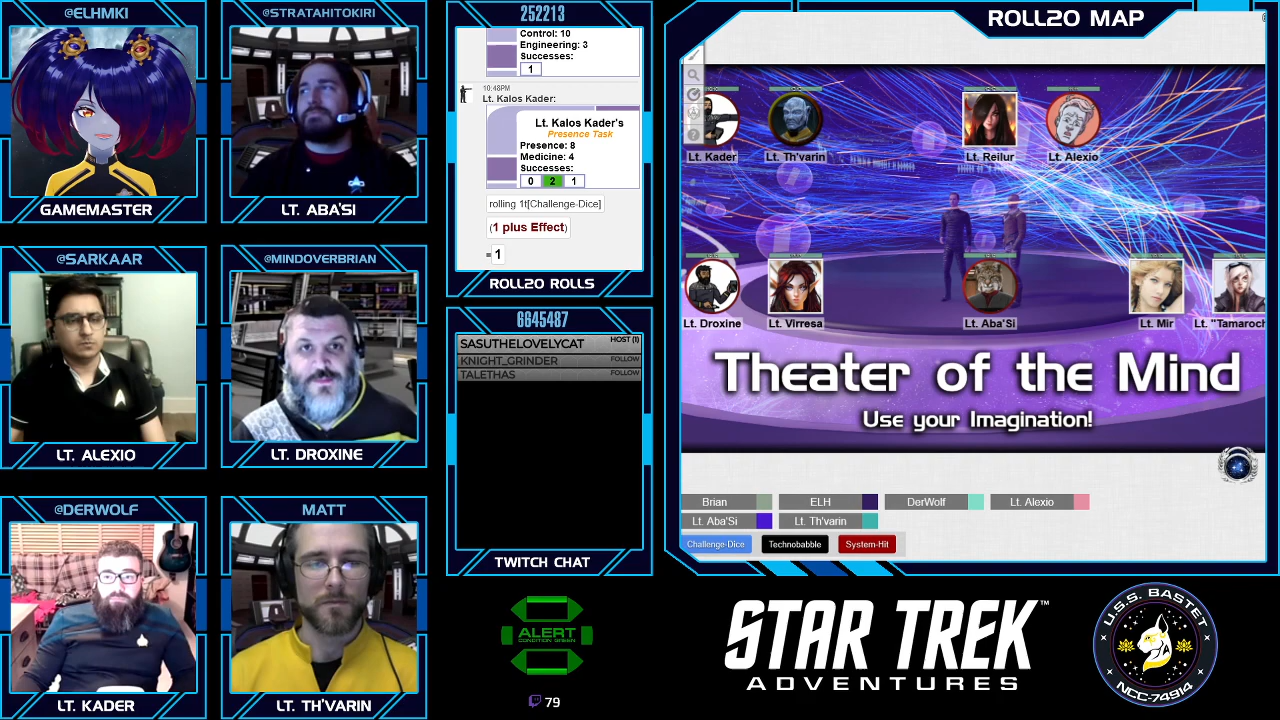 @ELHMKI
GAMEMASTER
@STRATAHITOKIRI
LT. ABA'SI
@SARKAAR
LT. ALEXIO
@MINDOVERBRIAN
LT. DROXINE
@DERWOLF
LT. KADER
MATT
LT. TH'VARIN
252213
Control: 10
Engineering: 3
Successes:
1
10:48PM
Lt. Kalos Kader:
Lt. Kalos Kader's
Presence Task
Presence: 8
Medicine: 4
Successes:
0 2 1
rolling 1t[Challenge-Dice]
(1 plus Effect)
=1
ROLL20 ROLLS
6645487
SASUTHELOVELYCAT HOST (1)
KNIGHT_GRINDER FOLLOW
TALETHAS FOLLOW
TWITCH CHAT
ALERT
CONDITION GREEN
79
ROLL20 MAP
Lt. Kader
Lt. Th'varin
Lt. Reilur
Lt. Alexio
Lt. Droxine
Lt. Virresa
Lt. Aba'Si
Lt. Mir
Lt. "Tamaroch
Theater of the Mind
Use your Imagination!
Brian
ELH
DerWolf
Lt. Alexio
Lt. Aba'Si
Lt. Th'varin
Challenge-Dice
Technobabble
System-Hit
STAR TREK™
ADVENTURES
U.S.S. BASTET
NCC-74914